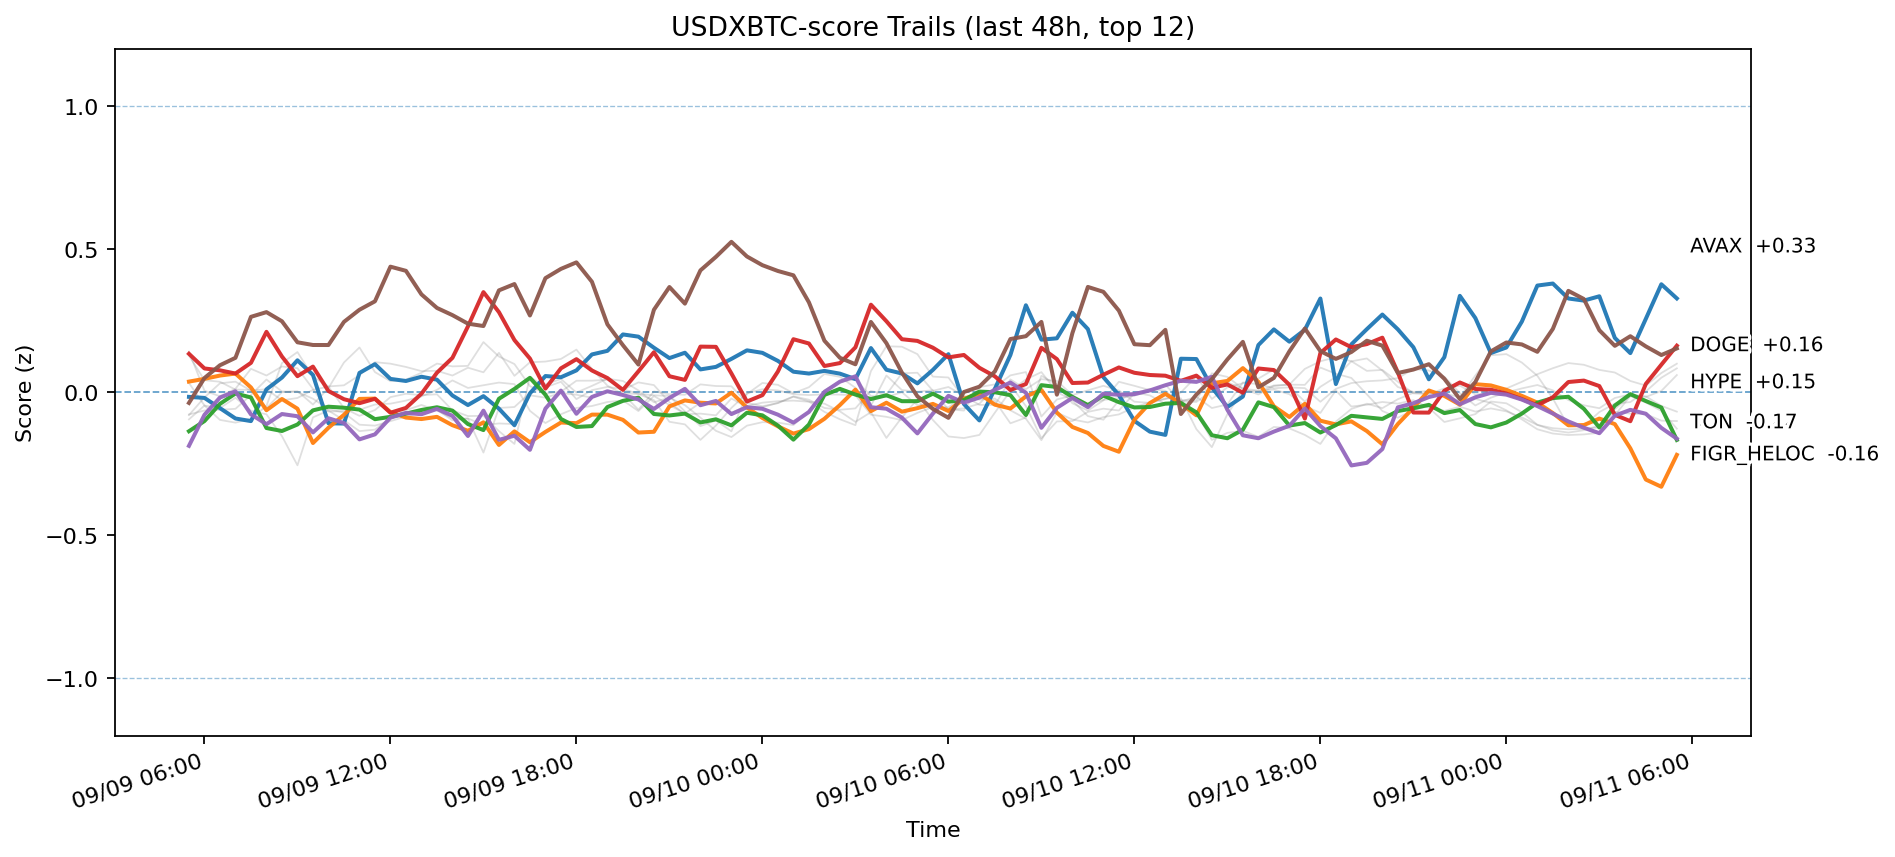 USDXBTC-score Trails (last 48h, top 12)
Score (z)
1.0
0.5
0.0
−0.5
−1.0
AVAX +0.33
DOGE +0.16
HYPE +0.15
TON -0.17
FIGR_HELOC -0.16
09/09 06:00
09/09 12:00
09/09 18:00
09/10 00:00
09/10 06:00
09/10 12:00
09/10 18:00
09/11 00:00
09/11 06:00
Time